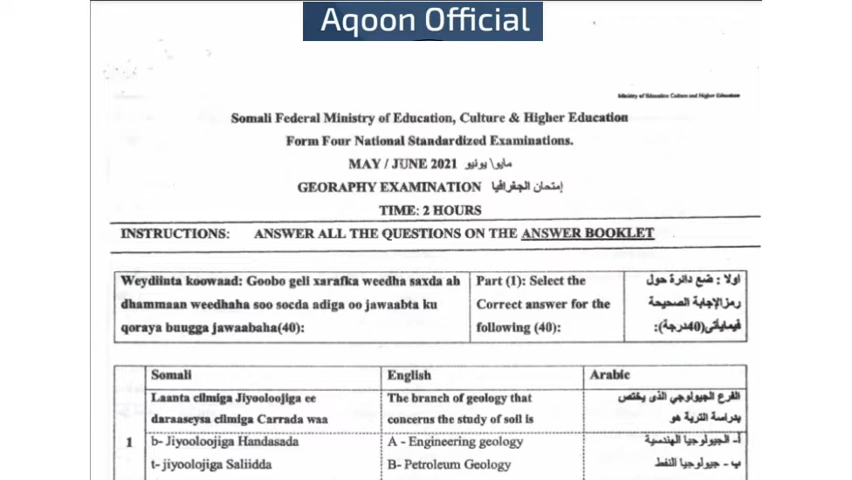 Aqoon Official
Ministry of Education Culture and Higher Education
Somali Federal Ministry of Education, Culture & Higher Education
Form Four National Standardized Examinations.
MAY / JUNE 2021 مايو\ يونيو
GEORAPHY EXAMINATION إمتحان الجغرافيا
TIME: 2 HOURS
INSTRUCTIONS: ANSWER ALL THE QUESTIONS ON THE ANSWER BOOKLET
Weydiinta koowaad: Goobo geli xarafka weedha saxda ah
dhammaan weedhaha soo socda adiga oo jawaabta ku
qoraya buugga jawaabaha(40):
Part (1): Select the
Correct answer for the
following (40):
اولا : ضع دائرة حول
رمزالإجابة الصحيحة
فيمايأتى(40درجة):
Somali English Arabic
Laanta cilmiga Jiyooloojiga ee
daraaseysa cilmiga Carrada waa
The branch of geology that
concerns the study of soil is
الفرع الجيولوجي الذى يختص
بدراسة التربة هو
1 b- Jiyooloojiga Handasada A - Engineering geology أ- الجيولوجيا الهندسية
t- jiyoolojiga Saliidda B- Petroleum Geology ب - جيولوجيا النفط